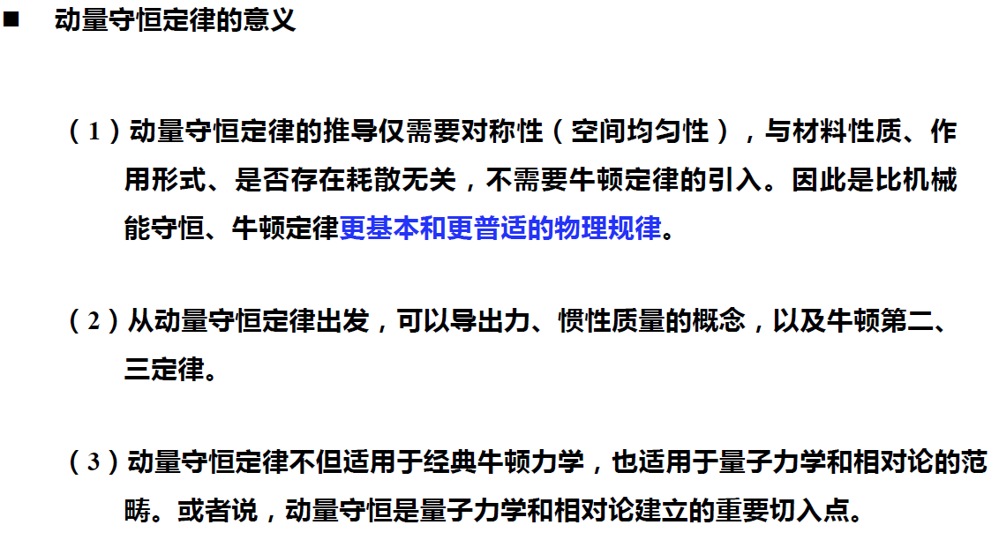 ■ 动量守恒定律的意义
（1）动量守恒定律的推导仅需要对称性（空间均匀性），与材料性质、作
用形式、是否存在耗散无关，不需要牛顿定律的引入。因此是比机械
能守恒、牛顿定律更基本和更普适的物理规律。
（2）从动量守恒定律出发，可以导出力、惯性质量的概念，以及牛顿第二、
三定律。
（3）动量守恒定律不但适用于经典牛顿力学，也适用于量子力学和相对论的范
畴。或者说，动量守恒是量子力学和相对论建立的重要切入点。